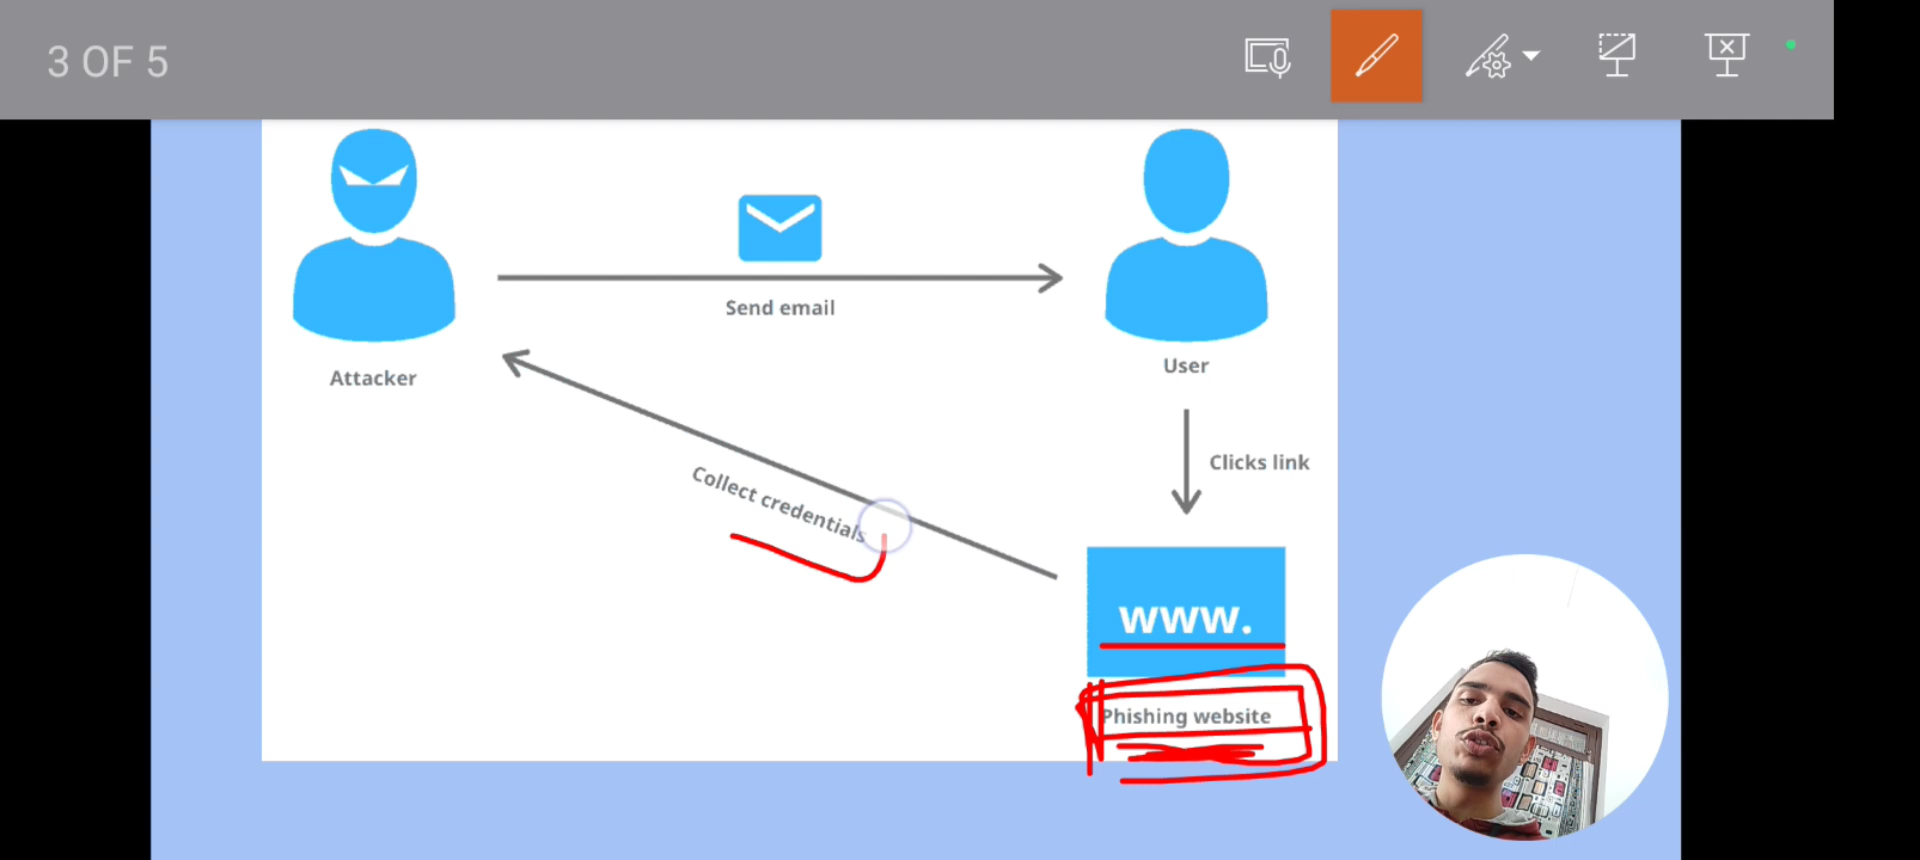 3 OF 5
Send email
Attacker
User
Clicks link
Collect credentials
www.
Phishing website